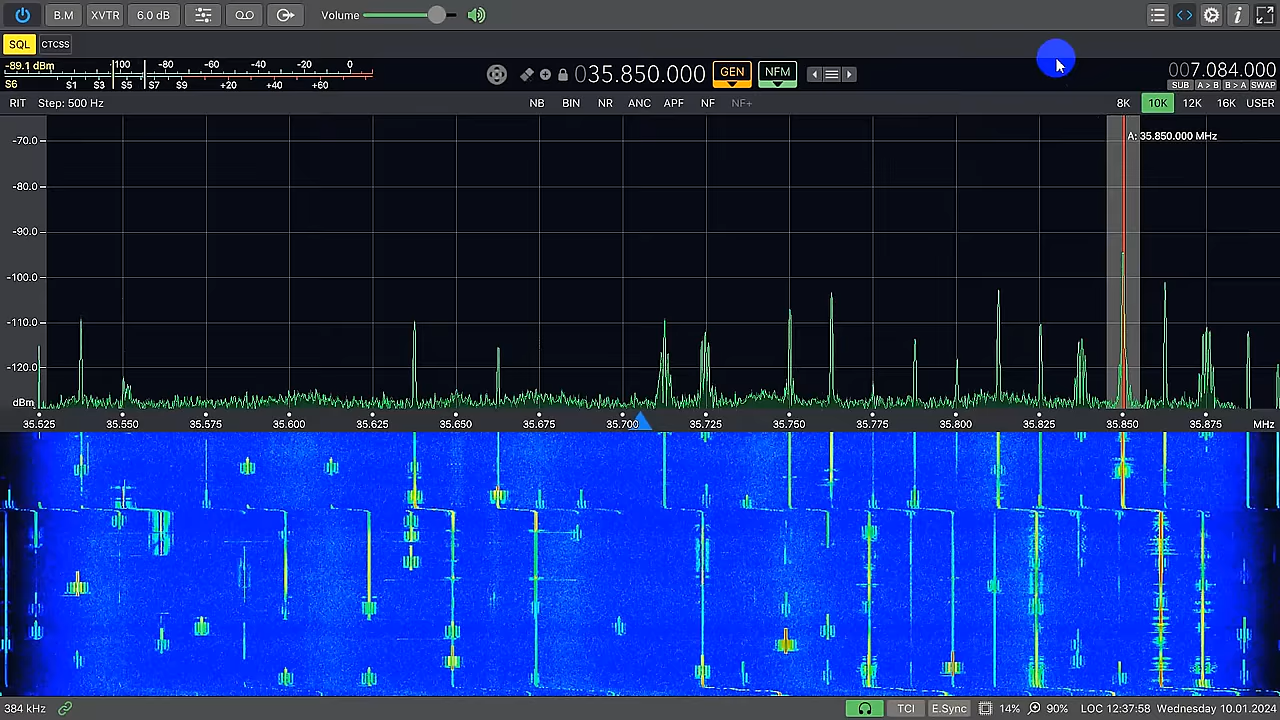 B.M XVTR 6.0 dB Volume
SQL CTCSS
-89.1 dBm -100 -80 -60 -40 -20 0
S6 S1 S3 S5 S7 S9 +20 +40 +60
035.850.000 GEN NFM 007.084.000
SUB A > B B > A SWAP
RIT Step: 500 Hz NB BIN NR ANC APF NF NF+ 8K 10K 12K 16K USER
A: 35.850.000 MHz
-70.0
-80.0
-90.0
-100.0
-110.0
-120.0
dBm
35.525 35.550 35.575 35.600 35.625 35.650 35.675 35.700 35.725 35.750 35.775 35.800 35.825 35.850 35.875 MHz
384 kHz TCI E.Sync 14% 90% LOC 12:37:58 Wednesday 10.01.2024